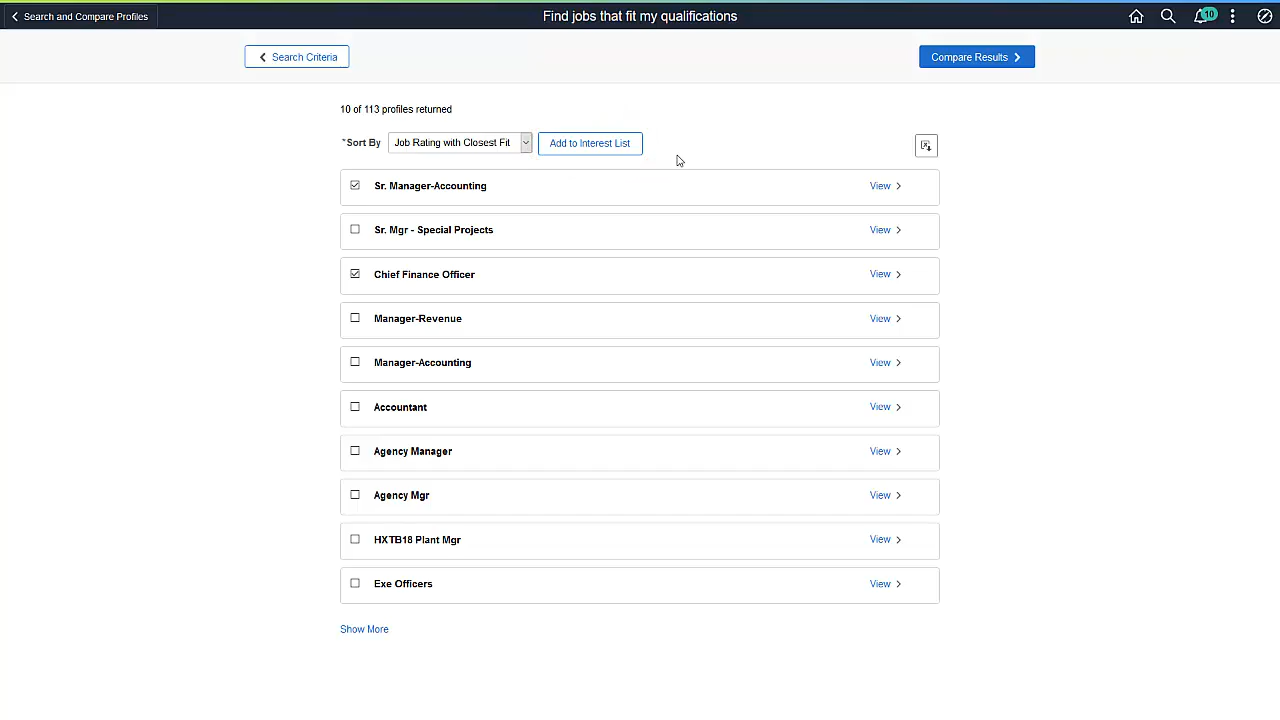 Search and Compare Profiles
Find jobs that fit my qualifications
10
Search Criteria
Compare Results
10 of 113 profiles returned
*Sort By
Job Rating with Closest Fit
Add to Interest List
Sr. Manager-Accounting
View
Sr. Mgr - Special Projects
View
Chief Finance Officer
View
Manager-Revenue
View
Manager-Accounting
View
Accountant
View
Agency Manager
View
Agency Mgr
View
HXTB18 Plant Mgr
View
Exe Officers
View
Show More